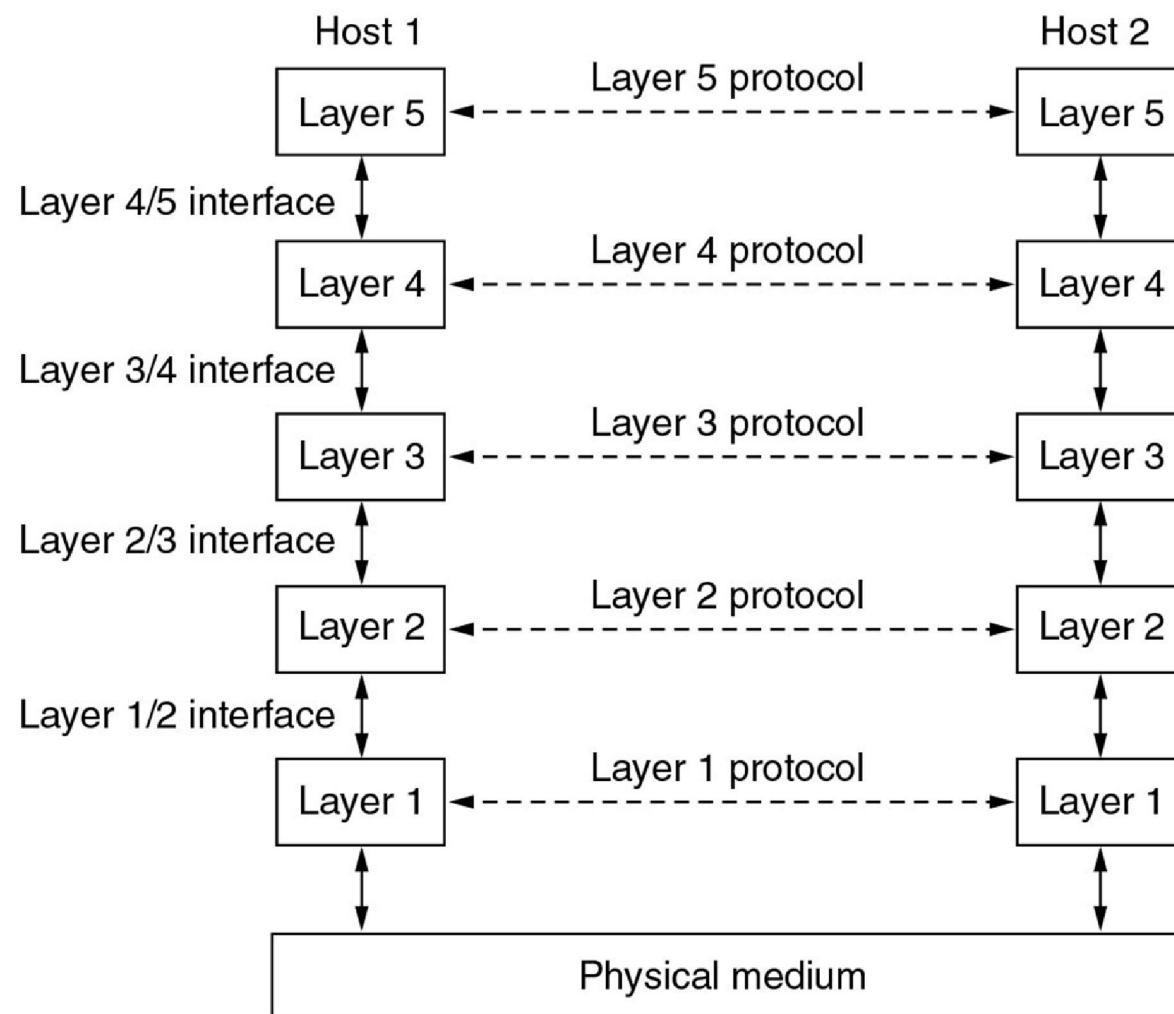 Host 1
Host 2
Layer 5 protocol
Layer 5
Layer 5
Layer 4/5 interface
Layer 4 protocol
Layer 4
Layer 4
Layer 3/4 interface
Layer 3 protocol
Layer 3
Layer 3
Layer 2/3 interface
Layer 2 protocol
Layer 2
Layer 2
Layer 1/2 interface
Layer 1 protocol
Layer 1
Layer 1
Physical medium